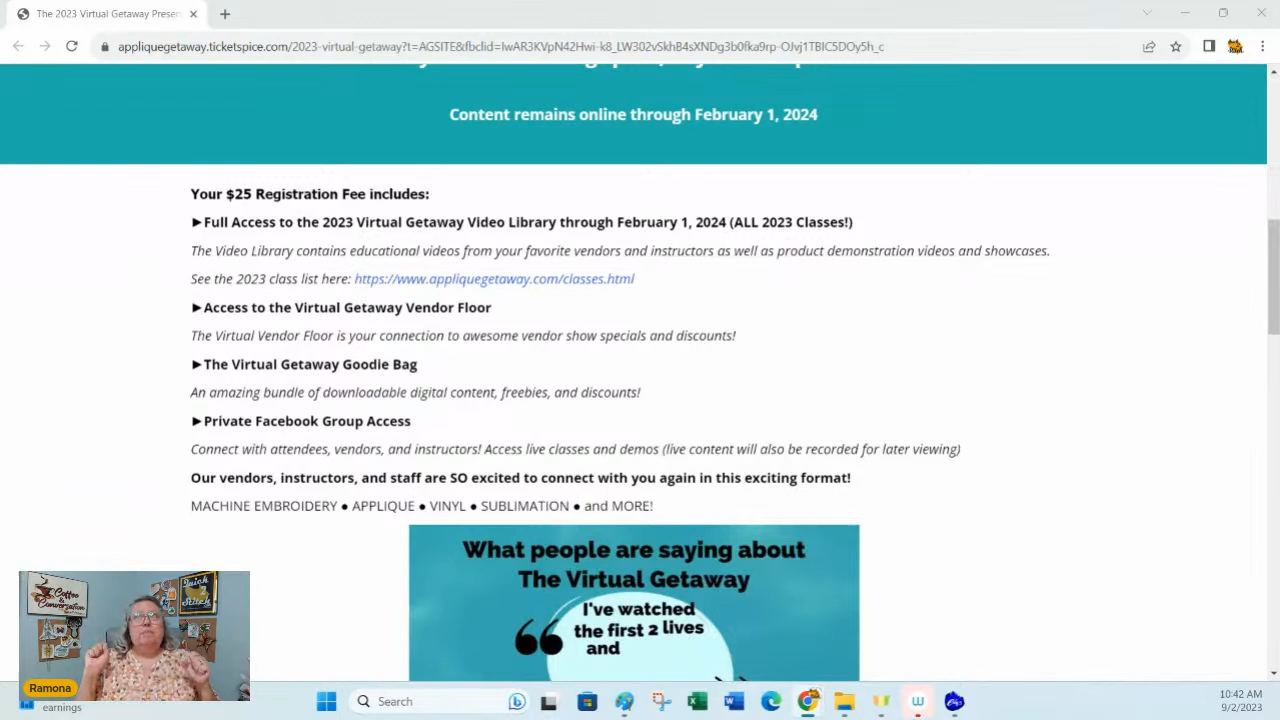 The 2023 Virtual Getaway Presen
appliquegetaway.ticketspice.com/2023-virtual-getaway?t=AGSITE&fbclid=IwAR3KVpN42Hwi-k8_LW302vSkhB4sXNDg3b0fka9rp-OJvj1TBIC5DOy5h_c
Content remains online through February 1, 2024
Your $25 Registration Fee includes:
►Full Access to the 2023 Virtual Getaway Video Library through February 1, 2024 (ALL 2023 Classes!)
The Video Library contains educational videos from your favorite vendors and instructors as well as product demonstration videos and showcases.
See the 2023 class list here: https://www.appliquegetaway.com/classes.html
►Access to the Virtual Getaway Vendor Floor
The Virtual Vendor Floor is your connection to awesome vendor show specials and discounts!
►The Virtual Getaway Goodie Bag
An amazing bundle of downloadable digital content, freebies, and discounts!
►Private Facebook Group Access
Connect with attendees, vendors, and instructors! Access live classes and demos (live content will also be recorded for later viewing)
Our vendors, instructors, and staff are SO excited to connect with you again in this exciting format!
MACHINE EMBROIDERY ● APPLIQUE ● VINYL ● SUBLIMATION ● and MORE!
What people are saying about
The Virtual Getaway
I've watched
the first 2 lives
and
Coffee
Conversation
Quick
Stitch
Ramona
earnings
Search
10:42 AM
9/2/2023